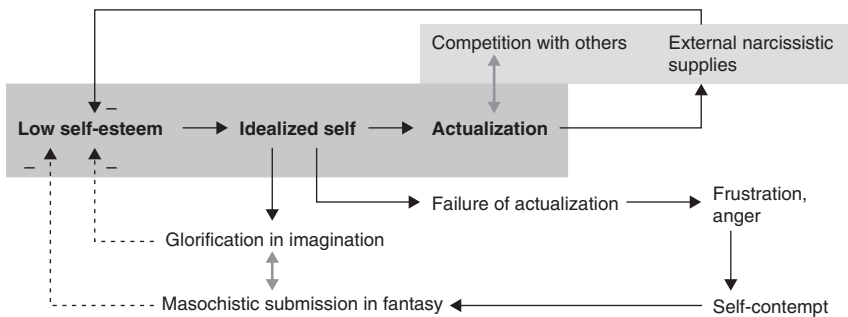 Competition with others
External narcissistic
supplies
–
Low self-esteem
Idealized self
Actualization
–
–
Failure of actualization
Frustration,
anger
Glorification in imagination
Masochistic submission in fantasy
Self-contempt